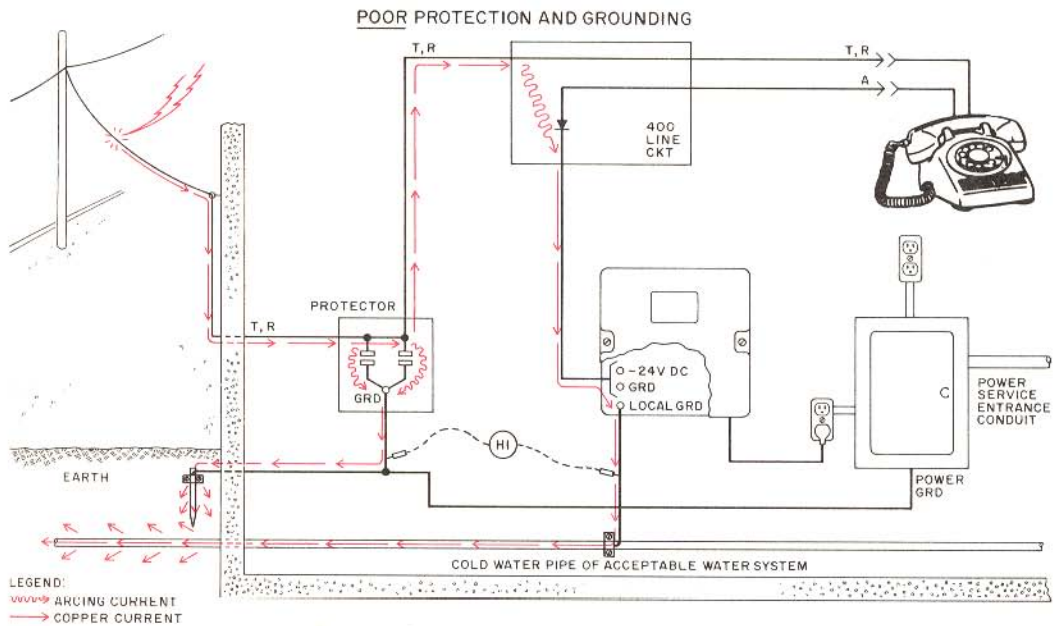 POOR PROTECTION AND GROUNDING
T, R
T, R
A
400
LINE
CKT
PROTECTOR
T, R
GRD
-24V DC
GRD
LOCAL GRD
POWER
SERVICE
ENTRANCE
CONDUIT
HI
EARTH
POWER
GRD
COLD WATER PIPE OF ACCEPTABLE WATER SYSTEM
LEGEND:
ARCING CURRENT
COPPER CURRENT